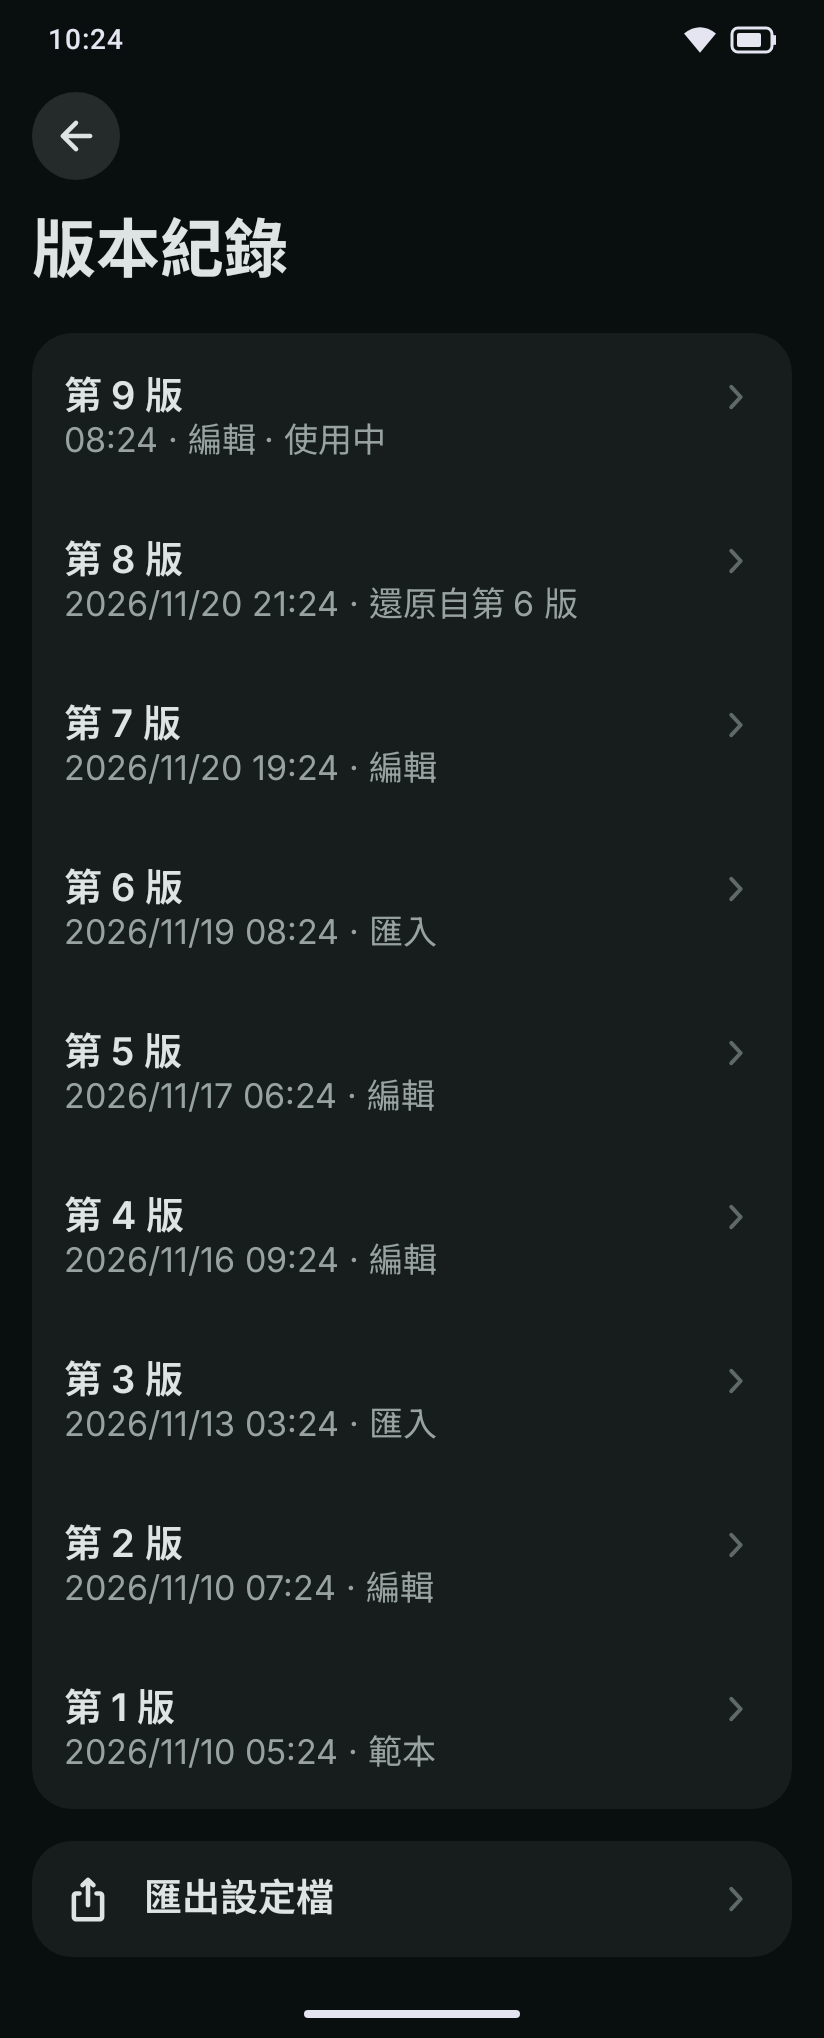 10:24
版本紀錄
第 9 版
08:24 · 編輯 · 使用中
第 8 版
2026/11/20 21:24 · 還原自第 6 版
第 7 版
2026/11/20 19:24 · 編輯
第 6 版
2026/11/19 08:24 · 匯入
第 5 版
2026/11/17 06:24 · 編輯
第 4 版
2026/11/16 09:24 · 編輯
第 3 版
2026/11/13 03:24 · 匯入
第 2 版
2026/11/10 07:24 · 編輯
第 1 版
2026/11/10 05:24 · 範本
匯出設定檔